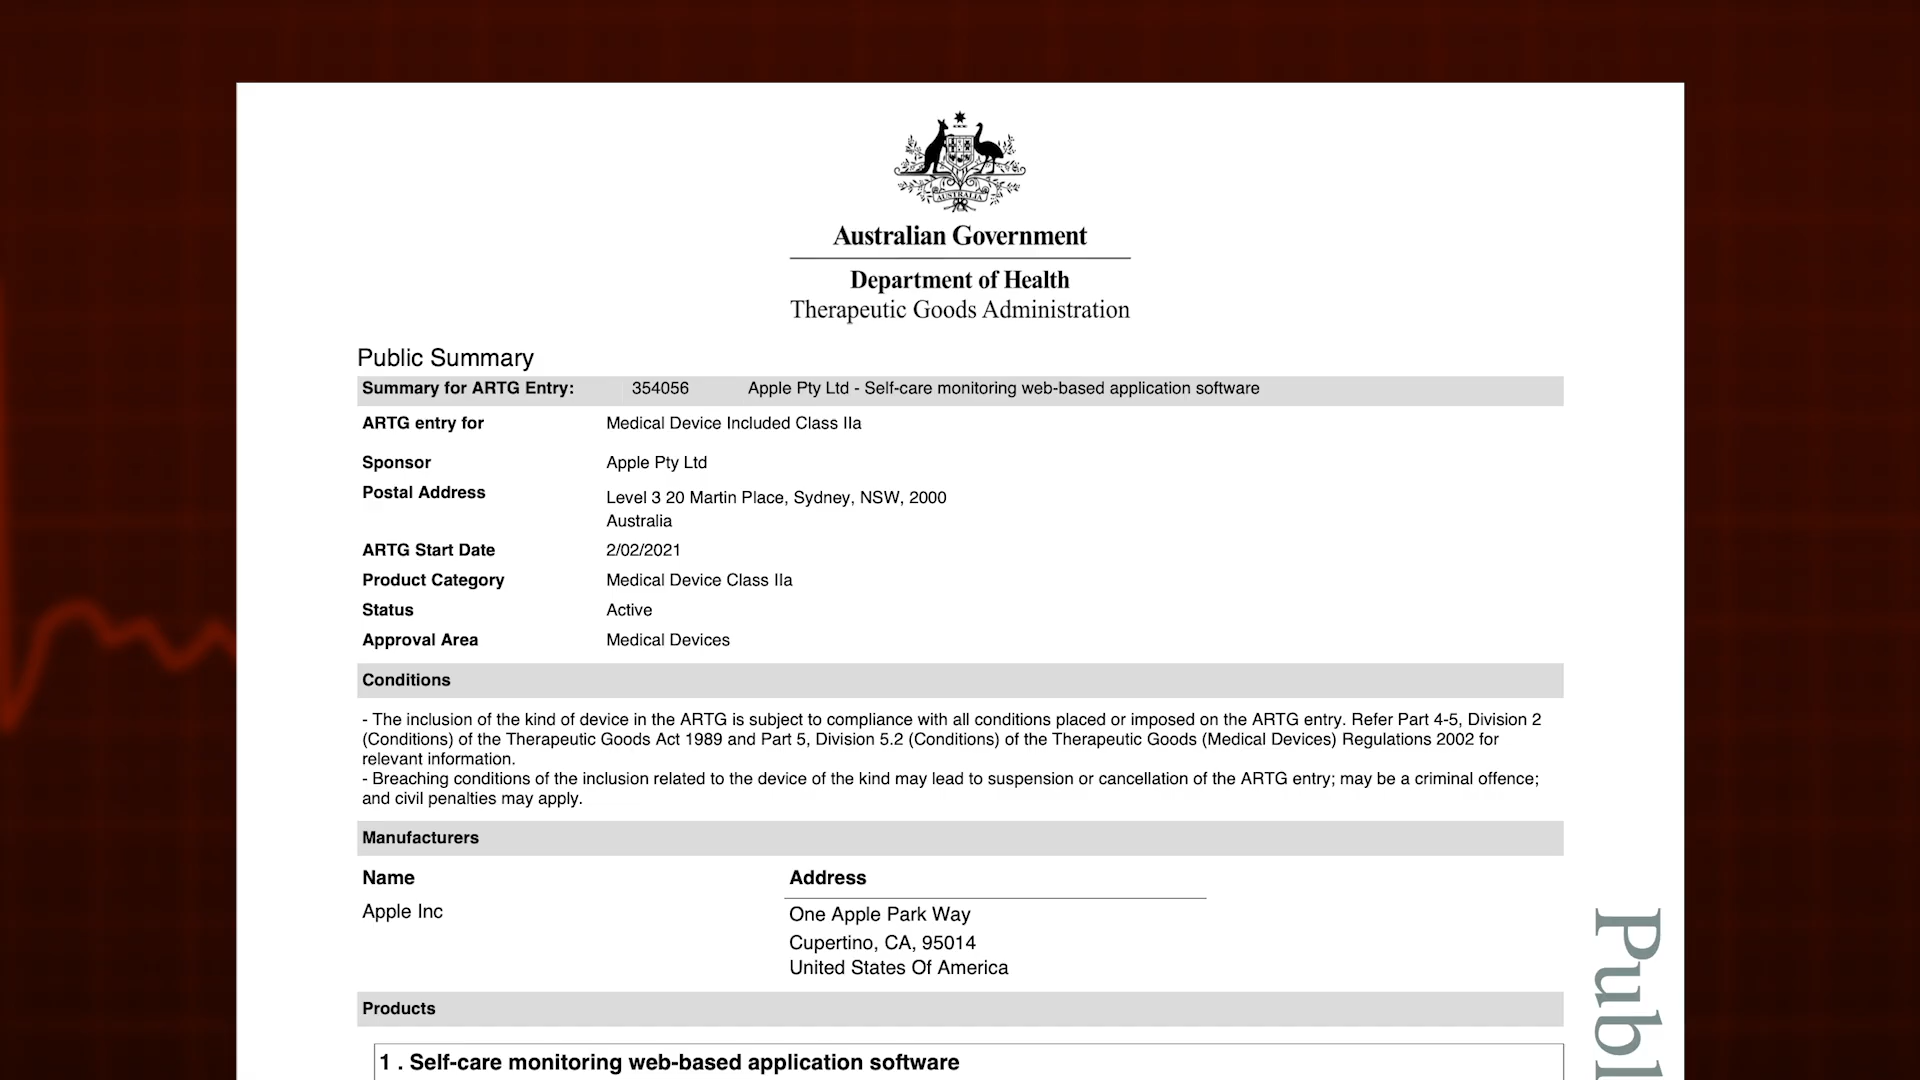 AUSTRALIA
Australian Government
Department of Health
Therapeutic Goods Administration
Public Summary
Summary for ARTG Entry: 354056 Apple Pty Ltd - Self-care monitoring web-based application software
ARTG entry for Medical Device Included Class IIa
Sponsor Apple Pty Ltd
Postal Address Level 3 20 Martin Place, Sydney, NSW, 2000
Australia
ARTG Start Date 2/02/2021
Product Category Medical Device Class IIa
Status Active
Approval Area Medical Devices
Conditions
- The inclusion of the kind of device in the ARTG is subject to compliance with all conditions placed or imposed on the ARTG entry. Refer Part 4-5, Division 2
(Conditions) of the Therapeutic Goods Act 1989 and Part 5, Division 5.2 (Conditions) of the Therapeutic Goods (Medical Devices) Regulations 2002 for
relevant information.
- Breaching conditions of the inclusion related to the device of the kind may lead to suspension or cancellation of the ARTG entry; may be a criminal offence;
and civil penalties may apply.
Manufacturers
Name Address
Apple Inc One Apple Park Way
Cupertino, CA, 95014
United States Of America
Products
1 . Self-care monitoring web-based application software
Publ